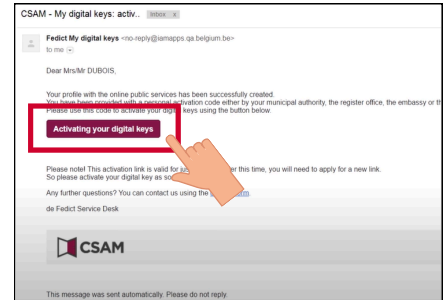 CSAM - My digital keys: activ.. Inbox x
Fedict My digital keys <no-reply@iamapps.qa.belgium.be>
to me
Dear Mrs/Mr DUBOIS,
Your profile with the online public services has been successfully created.
You have been provided with a personal activation code either by your municipal authority, the register office, the embassy or th
Please use this code to activate your digital keys using the button below.
Activating your digital keys
Please note! This activation link is valid for er this time, you will need to apply for a new link.
So please activate your digital key as so
Any further questions? You can contact us using the
de Fedict Service Desk
CSAM
This message was sent automatically. Please do not reply.